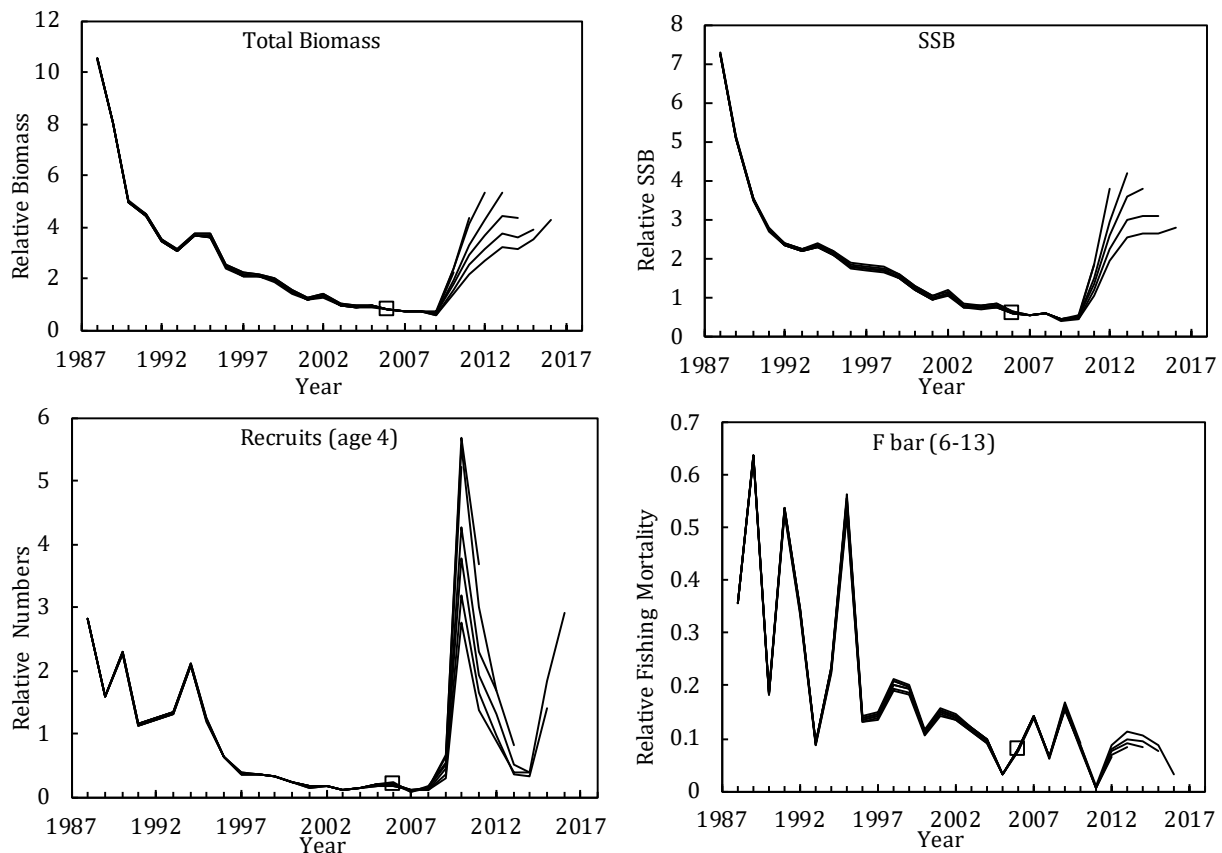 Total Biomass
Relative Biomass
12
10
8
6
4
2
0
1987 1992 1997 2002 2007 2012 2017
Year
SSB
Relative SSB
8
7
6
5
4
3
2
1
0
1987 1992 1997 2002 2007 2012 2017
Year
Recruits (age 4)
Relative Numbers
6
5
4
3
2
1
0
1987 1992 1997 2002 2007 2012 2017
Year
F bar (6-13)
Relative Fishing Mortality
0.7
0.6
0.5
0.4
0.3
0.2
0.1
0
1987 1992 1997 2002 2007 2012 2017
Year